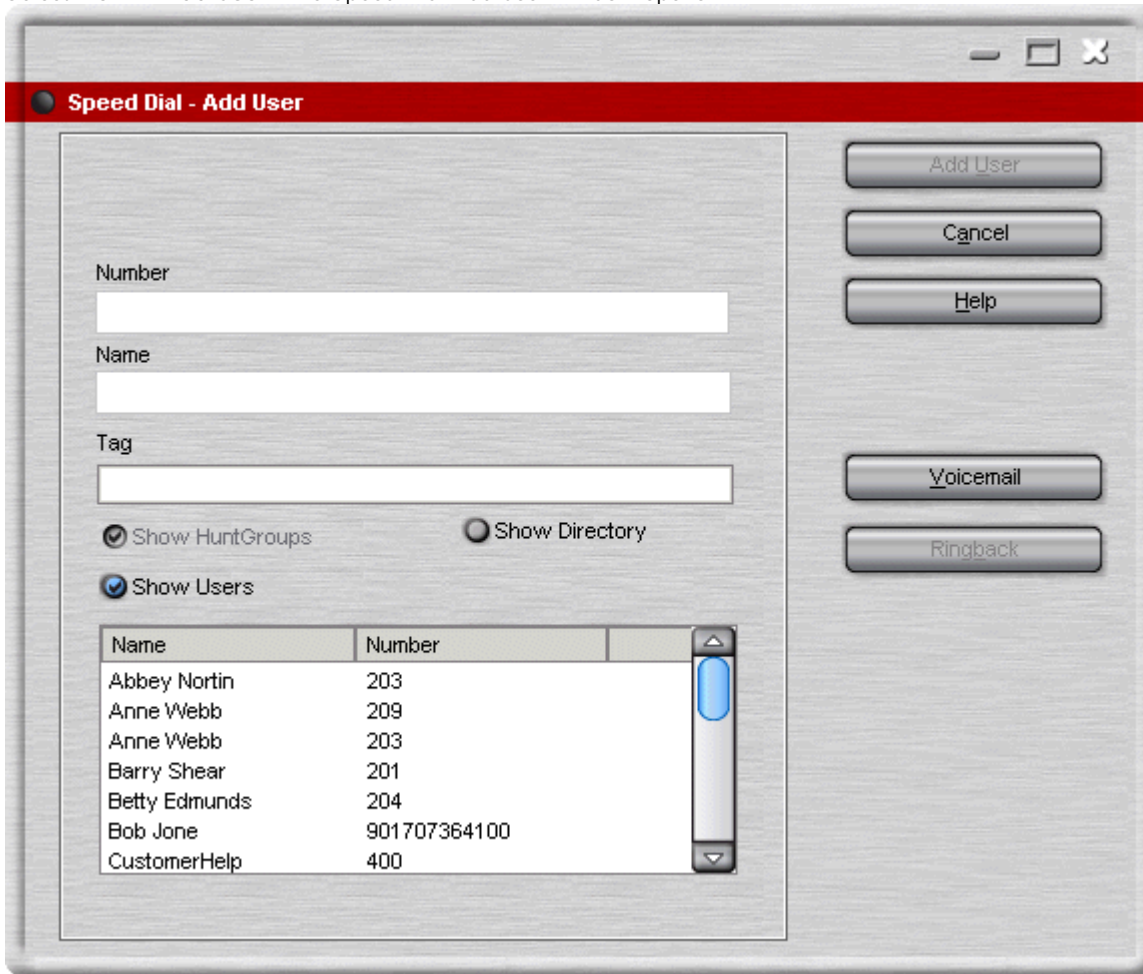 Speed Dial - Add User
Add User
Cancel
Help
Number
Name
Tag
Show HuntGroups
Show Directory
Show Users
Voicemail
Ringback
Name Number
Abbey Nortin 203
Anne Webb 209
Anne Webb 203
Barry Shear 201
Betty Edmunds 204
Bob Jone 901707364100
CustomerHelp 400